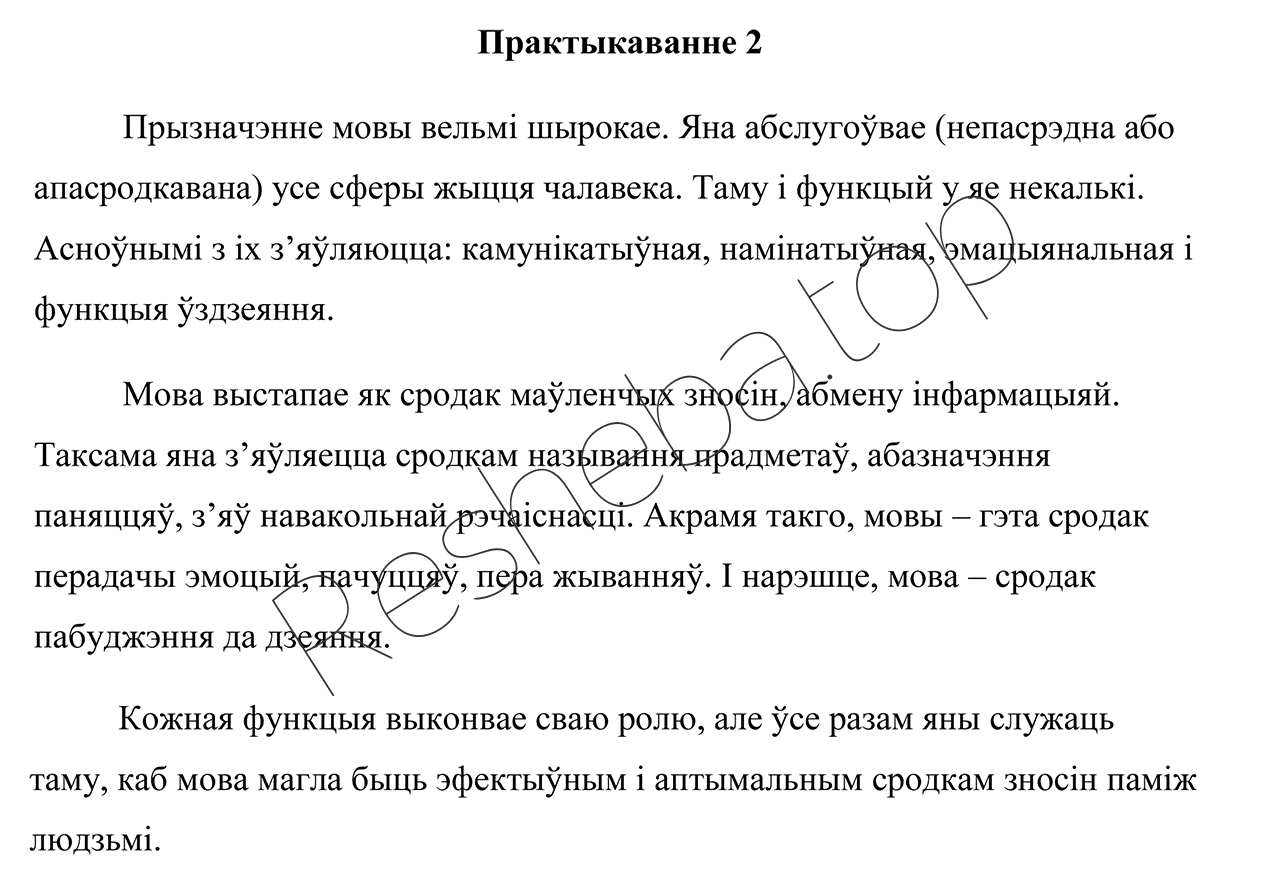 Практыкаванне 2
Прызначэнне мовы вельмі шырокае. Яна абслугоўвае (непасрэдна або
апасродкавана) усе сферы жыцця чалавека. Таму і функцый у яе некалькі.
Асноўнымі з іх з’яўляюцца: камунікатыўная, намінатыўная, эмацыянальная і
функцыя ўздзеяння.
Мова выстапае як сродак маўленчых зносін, абмену інфармацыяй.
Таксама яна з’яўляецца сродкам называння прадметаў, абазначэння
паняццяў, з’яў навакольнай рэчаіснасці. Акрамя такго, мовы – гэта сродак
перадачы эмоцый, пачуццяў, пера жыванняў. І нарэшце, мова – сродак
пабуджэння да дзеяння.
Кожная функцыя выконвае сваю ролю, але ўсе разам яны служаць
таму, каб мова магла быць эфектыўным і аптымальным сродкам зносін паміж
людзьмі.
Resheba.top